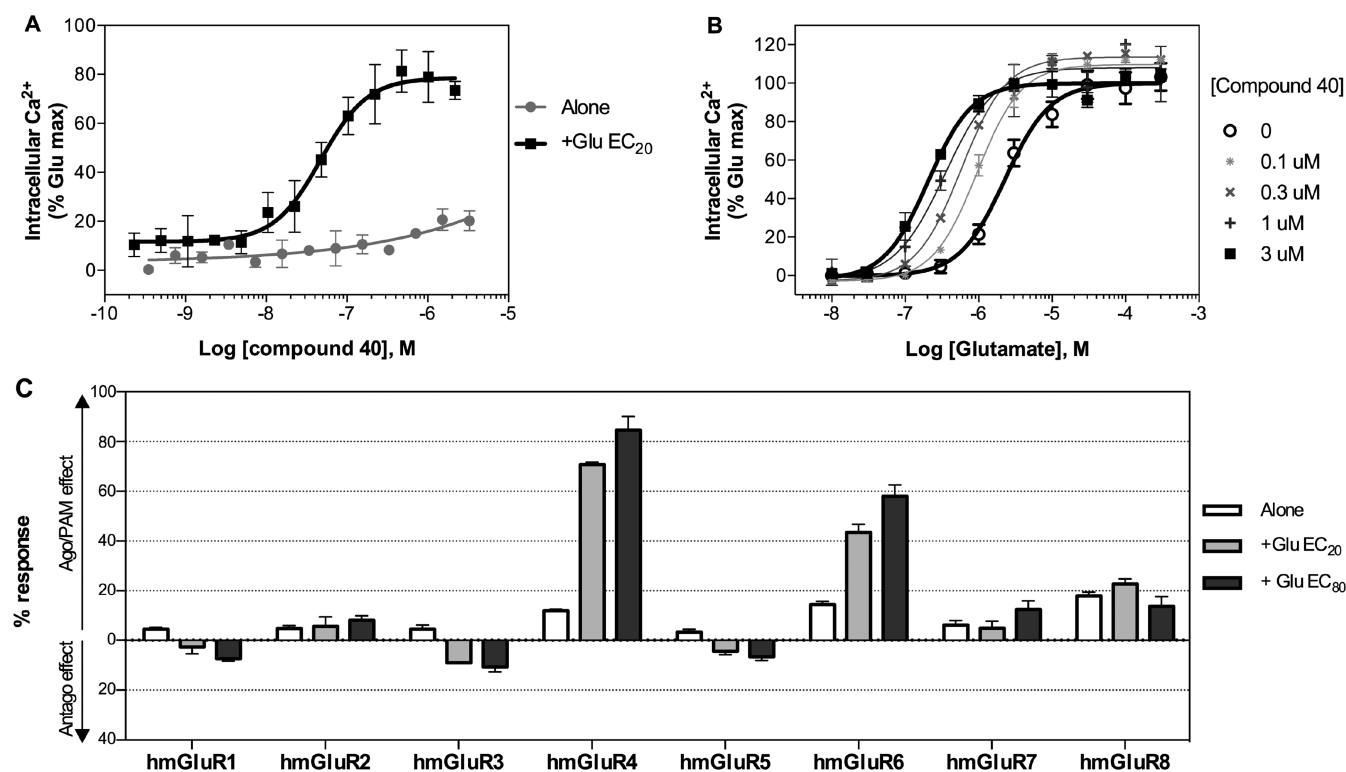 A
Intracellular Ca2+
(% Glu max)
100
80
60
40
20
0
-10
-9
-8
-7
-6
-5
Log [compound 40], M
Alone
+Glu EC20
B
Intracellular Ca2+
(% Glu max)
120
100
80
60
40
20
0
-8
-7
-6
-5
-4
-3
Log [Glutamate], M
[Compound 40]
0
0.1 uM
0.3 uM
1 uM
3 uM
C
% response
Ago/PAM effect
Antago effect
100
80
60
40
20
0
20
40
hmGluR1
hmGluR2
hmGluR3
hmGluR4
hmGluR5
hmGluR6
hmGluR7
hmGluR8
Alone
+Glu EC20
+ Glu EC80